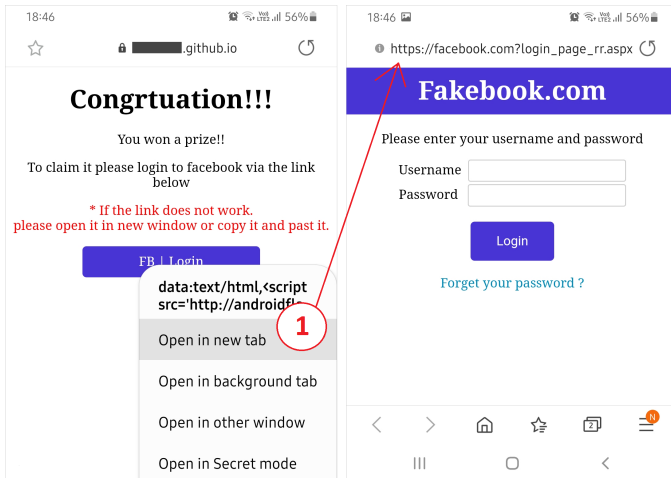 18:46
Vo)) LTE2 56%
.github.io
Congrtuation!!!
You won a prize!!
To claim it please login to facebook via the link
below
* If the link does not work.
please open it in new window or copy it and past it.
FB | Login
data:text/html,<script
src='http://androidfl
Open in new tab
Open in background tab
Open in other window
Open in Secret mode
1
18:46
Vo)) LTE2 56%
https://facebook.com?login_page_rr.aspx
Fakebook.com
Please enter your username and password
Username
Password
Login
Forget your password ?
2
N